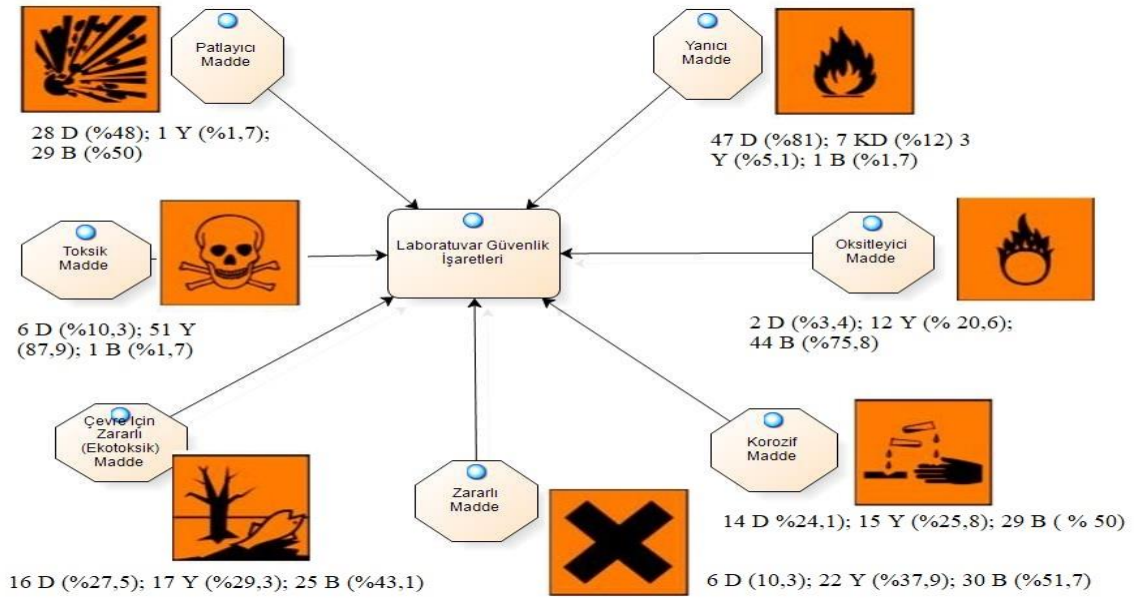 Patlayıcı
Madde
28 D (%48); 1 Y (%1,7);
29 B (%50)
Yanıcı
Madde
47 D (%81); 7 KD (%12) 3
Y (%5,1); 1 B (%1,7)
Toksik
Madde
6 D (%10,3); 51 Y
(87,9); 1 B (%1,7)
Laboratuvar Güvenlik
İşaretleri
Oksitleyici
Madde
2 D (%3,4); 12 Y (% 20,6);
44 B (%75,8)
Çevre İçin
Zararlı
(Ekotoksik)
Madde
16 D (%27,5); 17 Y (%29,3); 25 B (%43,1)
Zararlı
Madde
6 D (10,3); 22 Y (%37,9); 30 B (%51,7)
Korozif
Madde
14 D %24,1); 15 Y (%25,8); 29 B ( % 50)